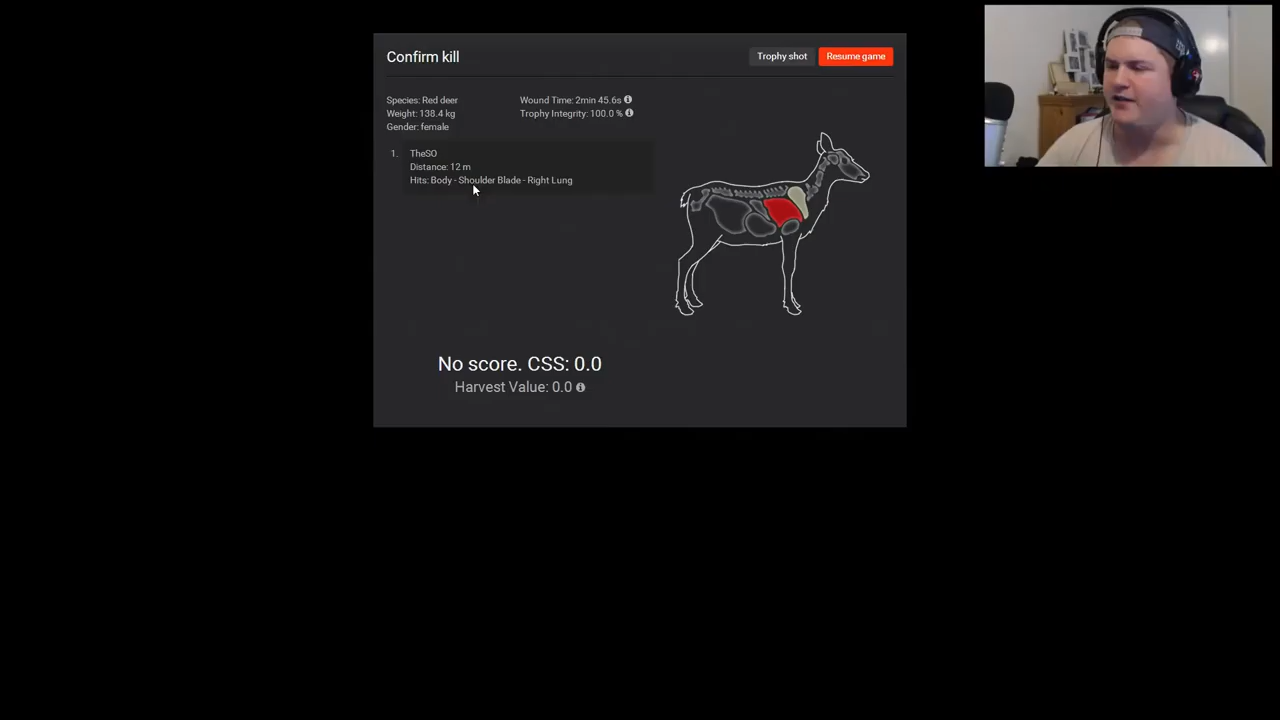 Confirm kill
Trophy shot
Resume game
Species: Red deer
Weight: 138.4 kg
Gender: female
Wound Time: 2min 45.6s
Trophy Integrity: 100.0 %
1. TheSO
Distance: 12 m
Hits: Body - Shoulder Blade - Right Lung
No score. CSS: 0.0
Harvest Value: 0.0